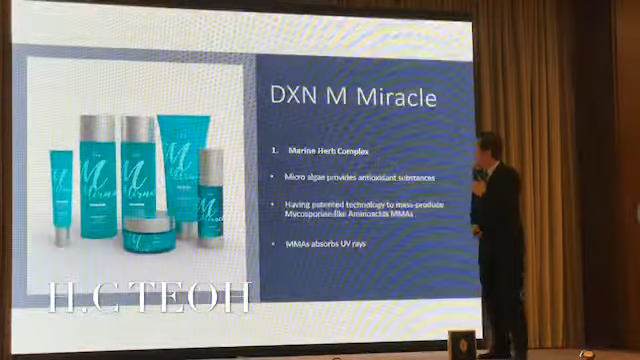 DXN M Miracle
1. Marine Herb Complex
• Micro algae provides antioxidant substances
• Having patented technology to mass-produce
Mycosporine-like Aminoacids MMAs
• MMAs absorbs UV rays
H.C TEOH